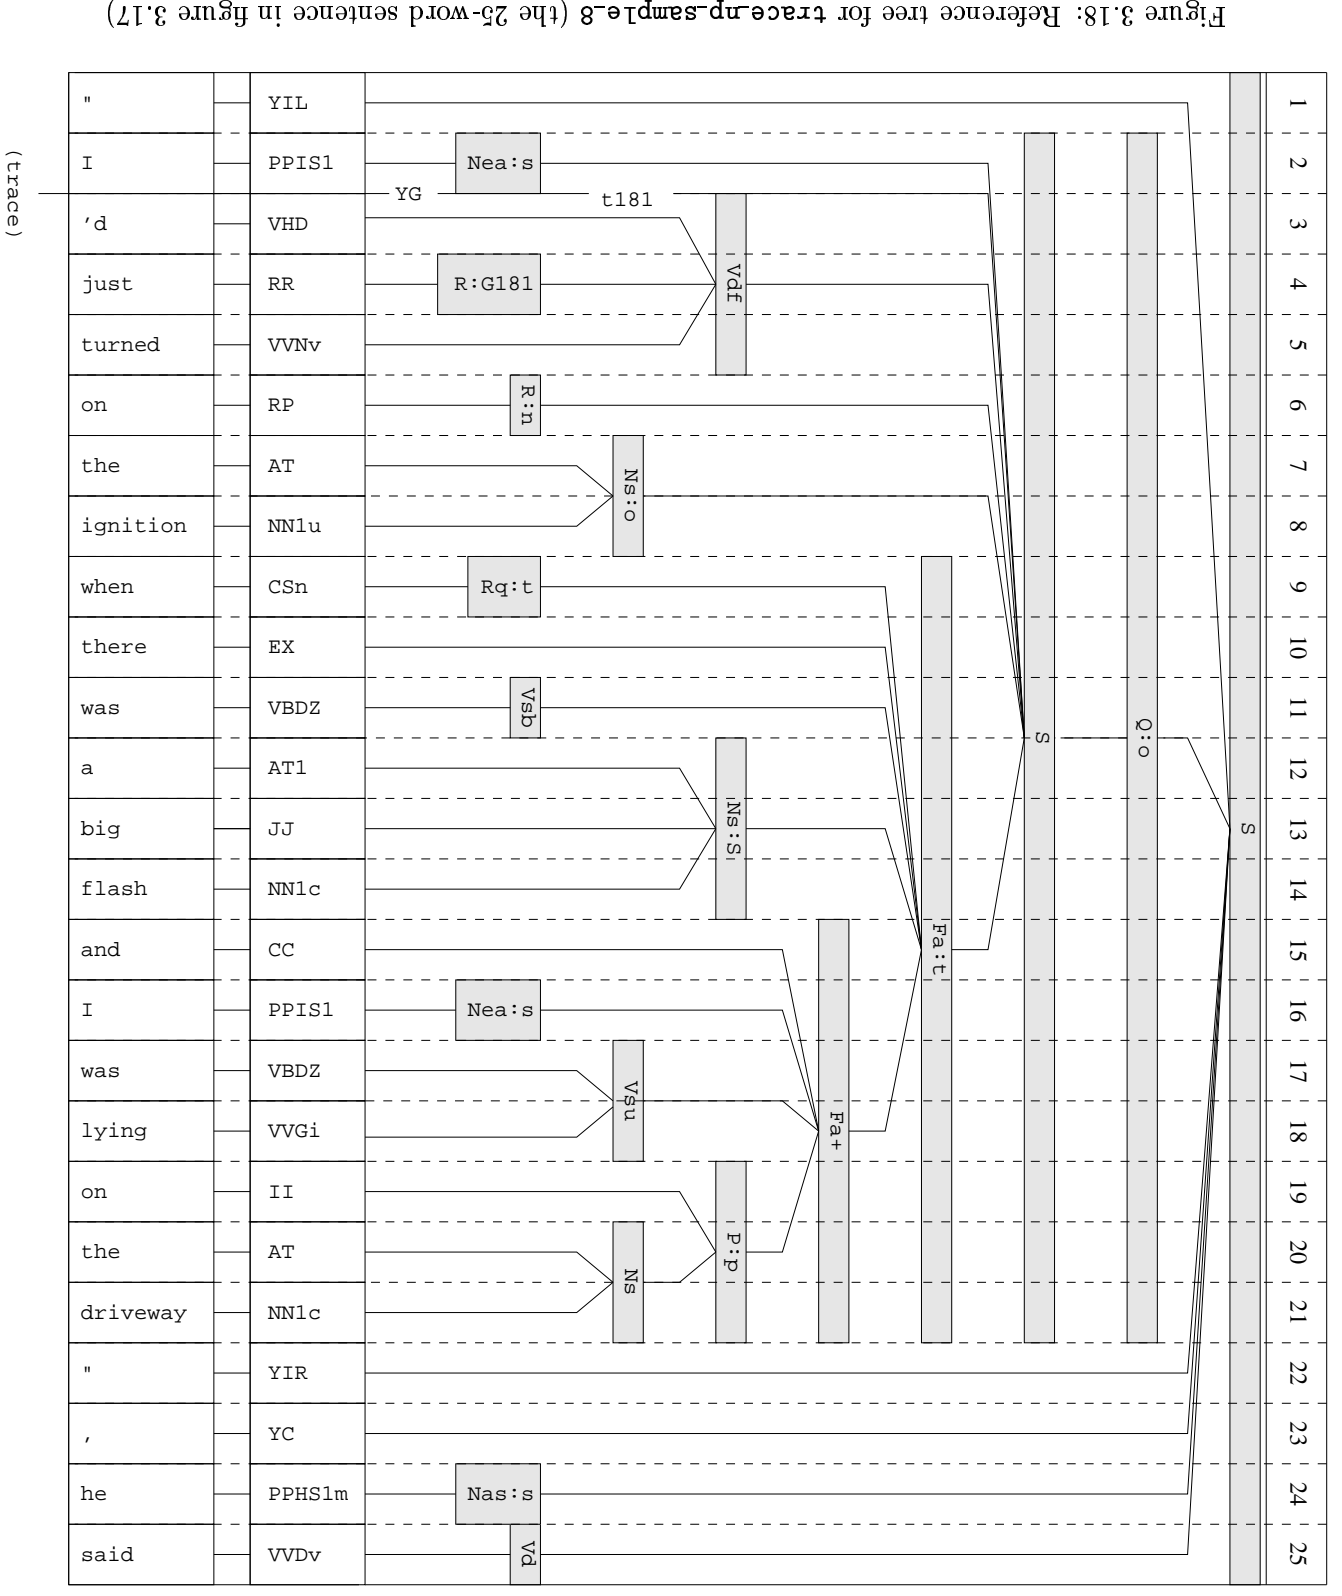 Figure 3.18: Reference tree for trace_np_sample_8 (the 25-word sentence in figure 3.17)
" YIL 1
I PPIS1 Nea:s 2
(trace) YG t181
'd VHD 3
just RR R:G181 Vdf 4
turned VVNv 5
on RP R:n 6
the AT 7
Ns:o
ignition NN1u 8
when CSn Rq:t 9
there EX 10
was VBDZ Vsb 11
S Q:o
a AT1 12
big JJ Ns:S S 13
flash NN1c 14
and CC Fa:t 15
I PPIS1 Nea:s 16
was VBDZ 17
Vsu
lying VVGi Fa+ 18
on II 19
the AT P:p 20
Ns
driveway NN1c 21
" YIR 22
, YC 23
he PPHS1m Nas:s 24
said VVDv Vd 25